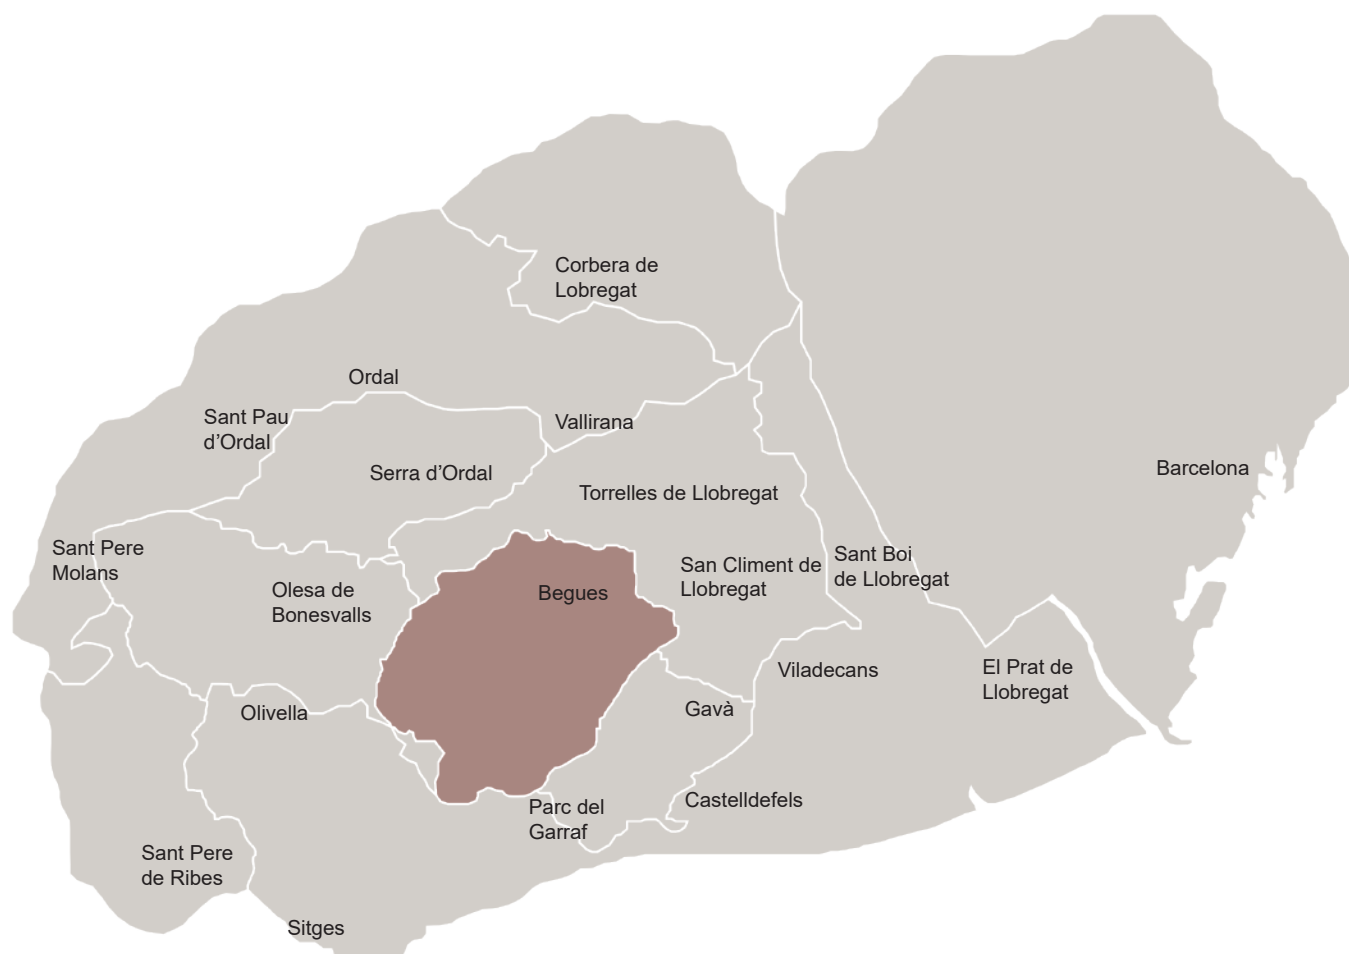 Corbera de
Lobregat
Ordal
Sant Pau
d’Ordal
Vallirana
Serra d’Ordal
Barcelona
Torrelles de Llobregat
Sant Pere
Molans
Olesa de
Bonesvalls
Begues
San Climent de
Llobregat
Sant Boi
de Llobregat
El Prat de
Llobregat
Viladecans
Olivella
Gavà
Parc del
Garraf
Castelldefels
Sant Pere
de Ribes
Sitges